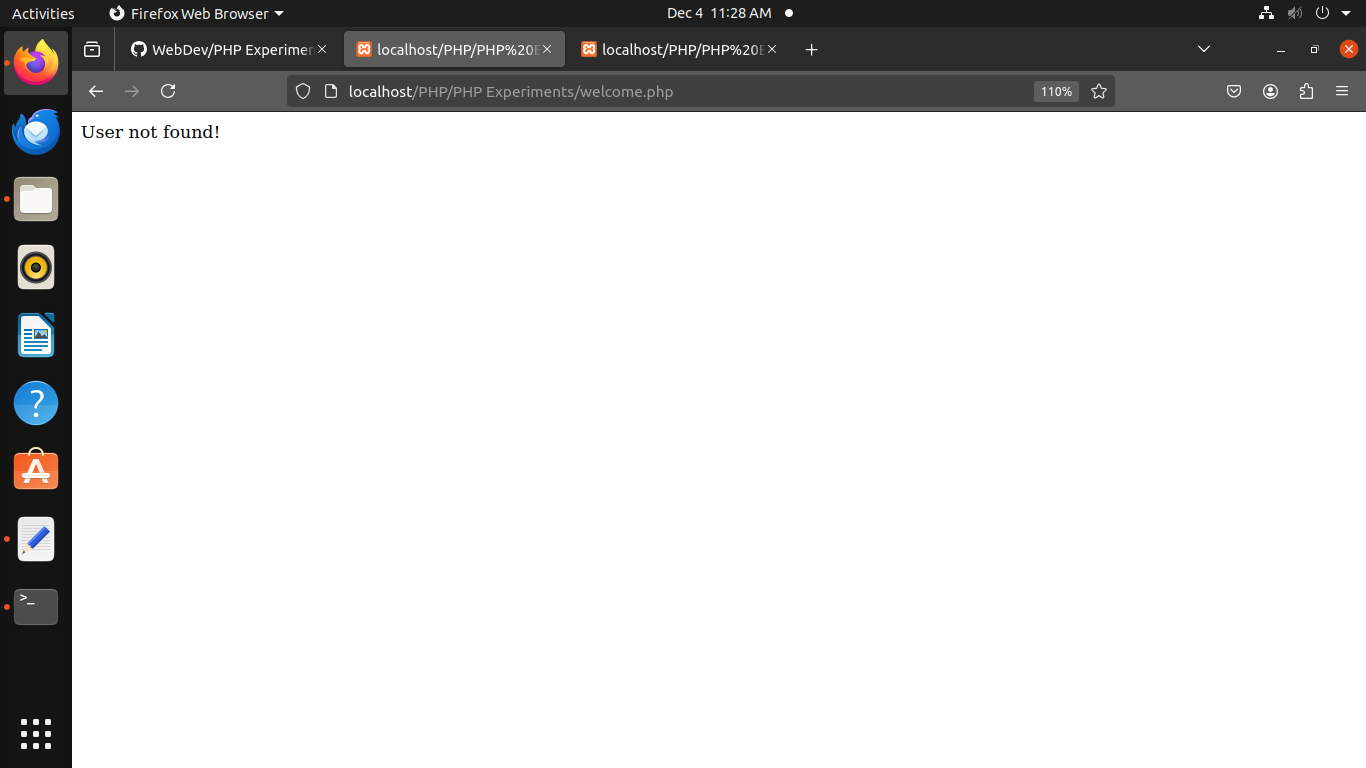 Activities Firefox Web Browser Dec 4 11:28 AM
WebDev/PHP Experimen localhost/PHP/PHP%20E localhost/PHP/PHP%20E
localhost/PHP/PHP Experiments/welcome.php 110%
User not found!
?
A
>_